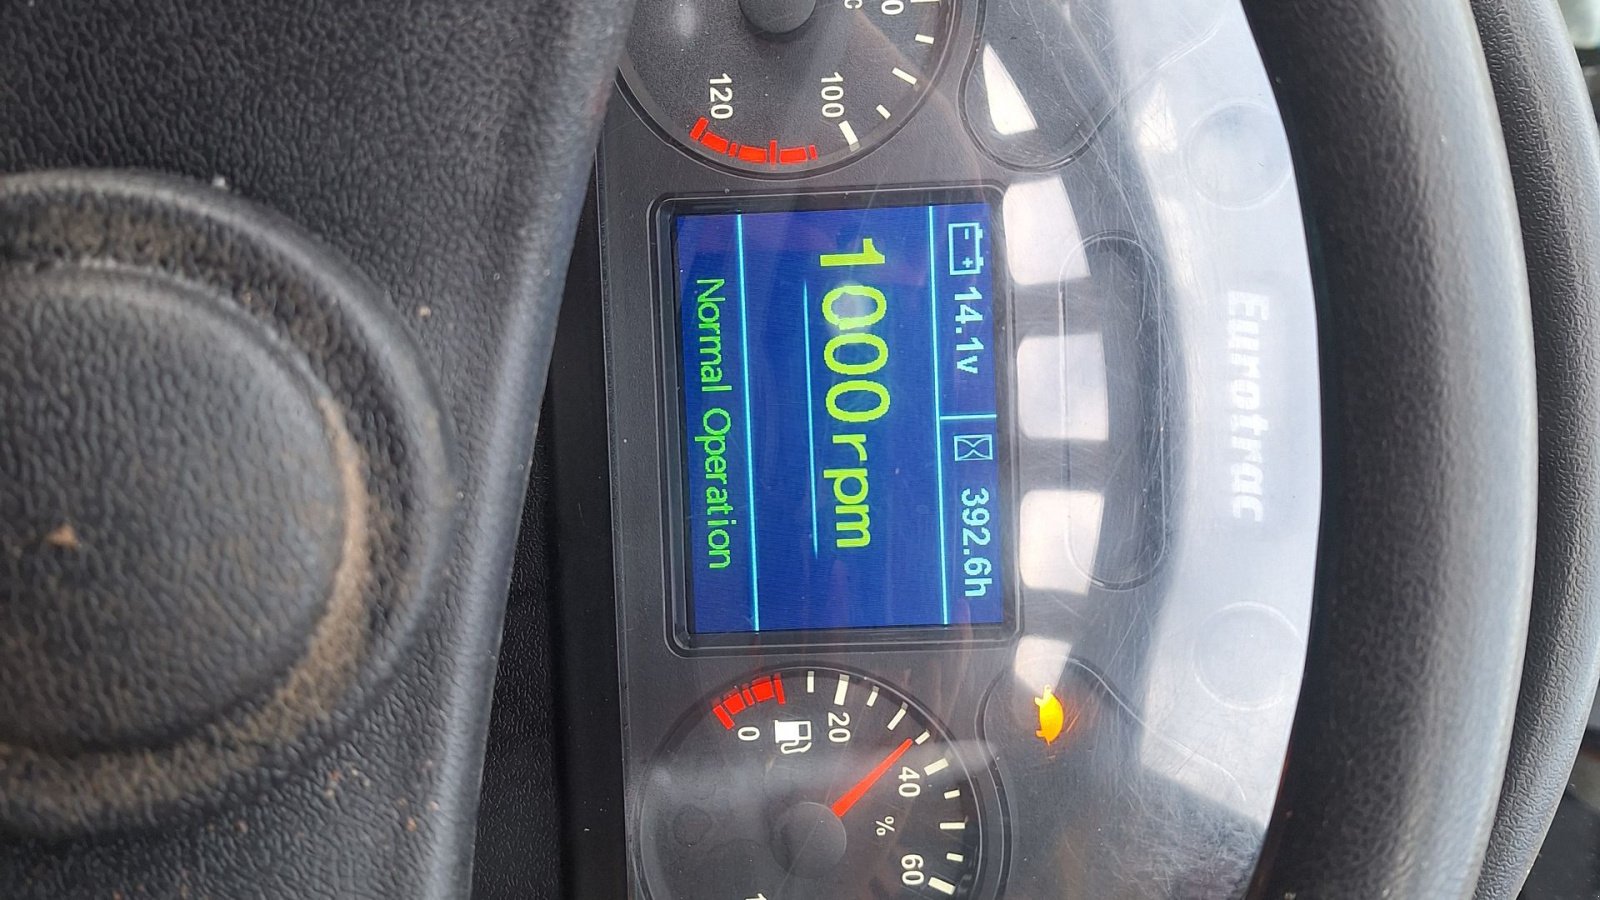 Eurotrac
14.1v 392.6h
1000rpm
Normal Operation
100
120
0
20
40
60
%